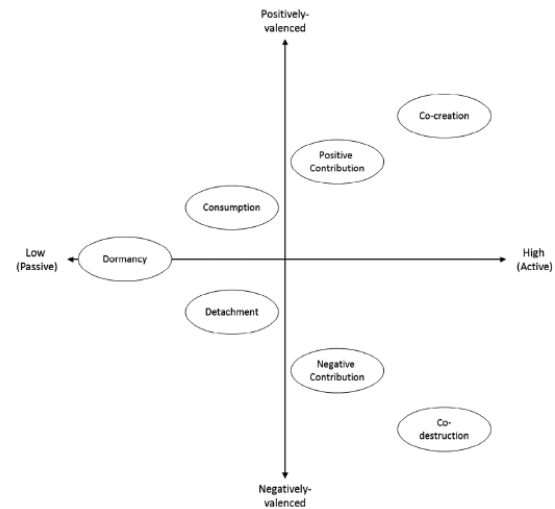 Positively-
valenced
Co-creation
Positive
Contribution
Consumption
Low
(Passive)
Dormancy
High
(Active)
Detachment
Negative
Contribution
Co-
destruction
Negatively-
valenced